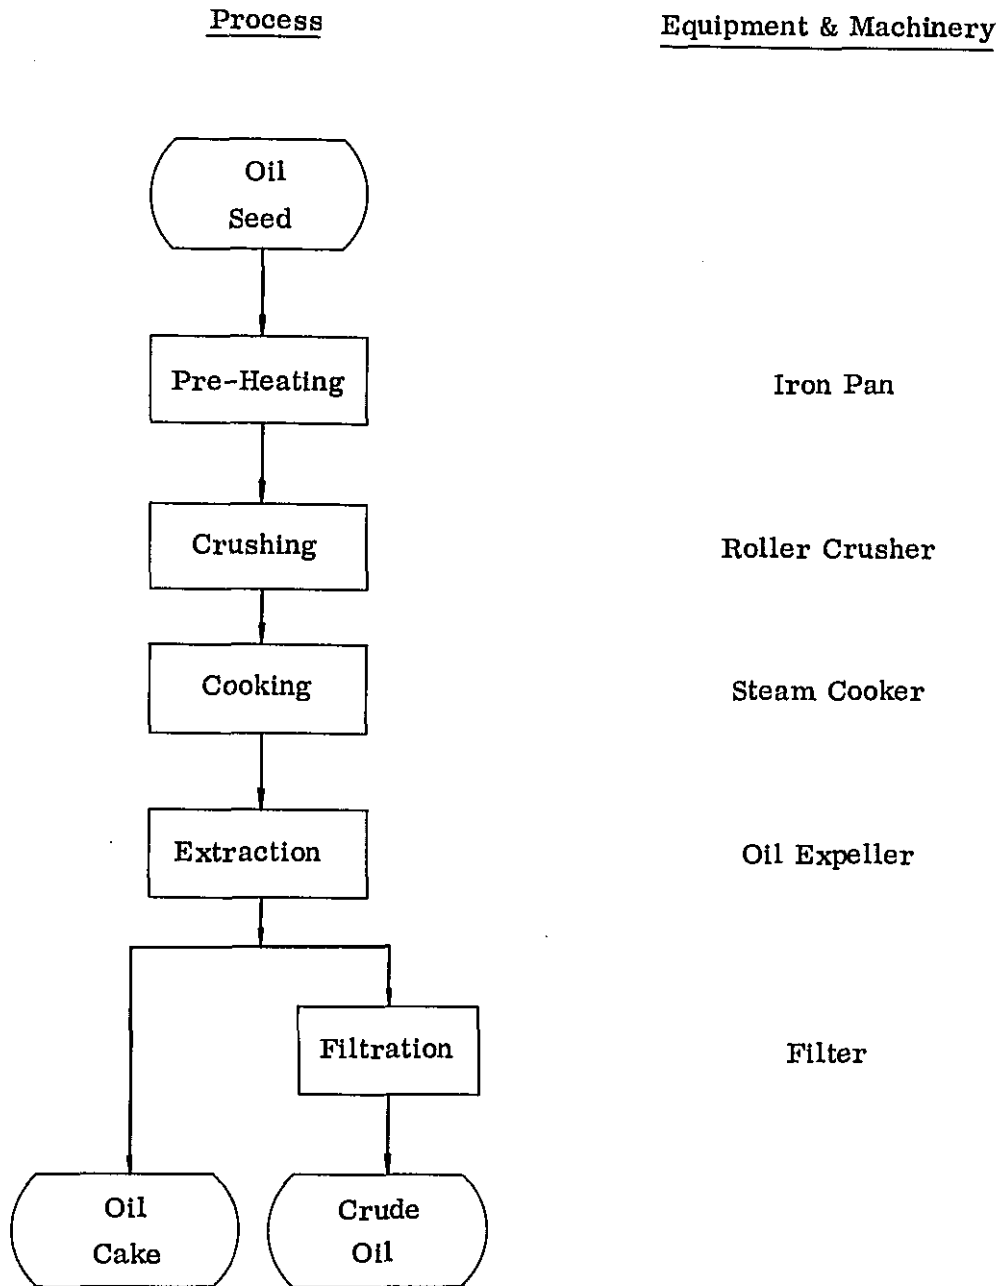 Process
Equipment & Machinery
Oil
Seed
Pre-Heating
Iron Pan
Crushing
Roller Crusher
Cooking
Steam Cooker
Extraction
Oil Expeller
Filtration
Filter
Oil
Cake
Crude
Oil